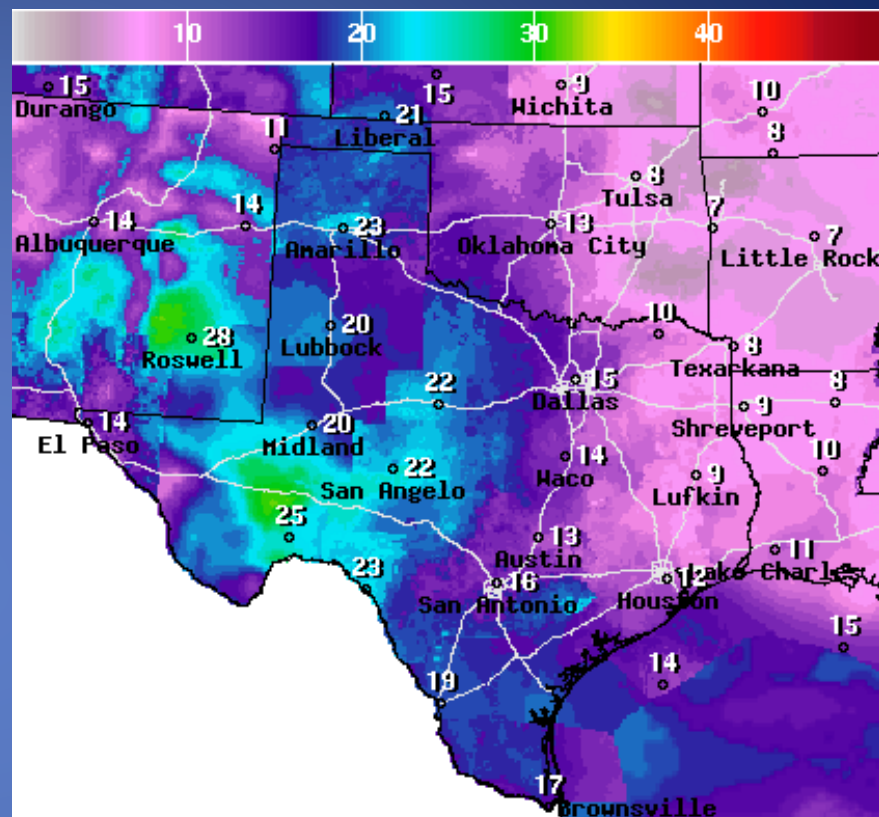 10 20 30 40
15 15 9 10
Durango 21 Wichita
11 Liberal 8
8
Tulsa
14 14 23 13 7 7
Albuquerque Amarillo Oklahoma City Little Rock
28 20 10 8
Roswell Lubbock Texarkana
22 15 9 8
Dallas
14 20 Shreveport
El Paso Midland
22 14 9 10
San Angelo Waco Lufkin
25 13 11
Austin
23 16 12 Lake Charles
San Antonio Houston
15
19 14
17
Brownsville